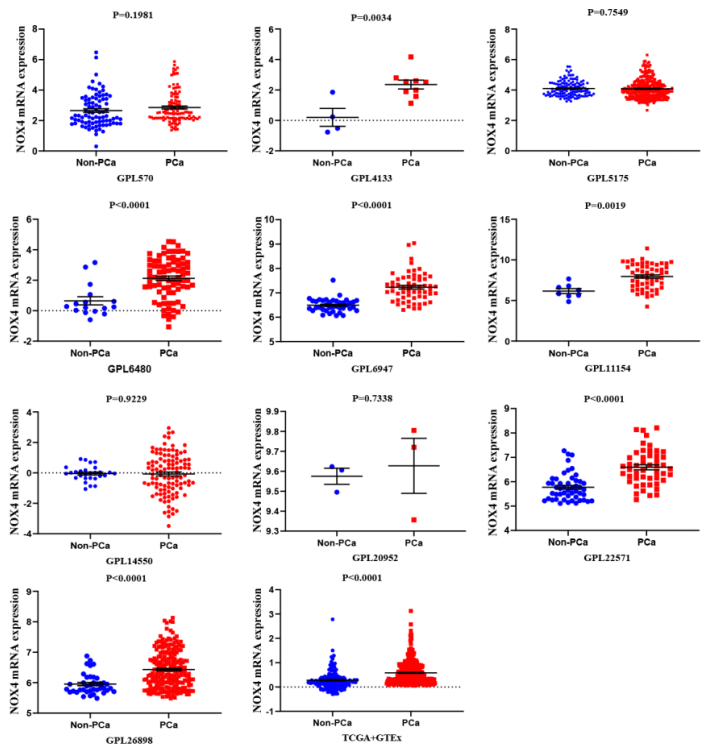 P=0.1981
NOX4 mRNA expression
8
6
4
2
0
Non-PCa PCa
GPL570
P=0.0034
NOX4 mRNA expression
6
4
2
0
-2
Non-PCa PCa
GPL4133
P=0.7549
NOX4 mRNA expression
8
6
4
2
0
Non-PCa PCa
GPL5175
P<0.0001
NOX4 mRNA expression
6
4
2
0
-2
Non-PCa PCa
GPL6480
P<0.0001
NOX4 mRNA expression
10
9
8
7
6
5
Non-PCa PCa
GPL6947
P=0.0019
NOX4 mRNA expression
15
10
5
0
Non-PCa PCa
GPL11154
P=0.9229
NOX4 mRNA expression
4
2
0
-2
-4
Non-PCa PCa
GPL14550
P=0.7338
NOX4 mRNA expression
9.9
9.8
9.7
9.6
9.5
9.4
9.3
Non-PCa PCa
GPL20952
P<0.0001
NOX4 mRNA expression
9
8
7
6
5
4
Non-PCa PCa
GPL22571
P<0.0001
NOX4 mRNA expression
9
8
7
6
5
Non-PCa PCa
GPL26898
P<0.0001
NOX4 mRNA expression
4
3
2
1
0
-1
Non-PCa PCa
TCGA+GTEx